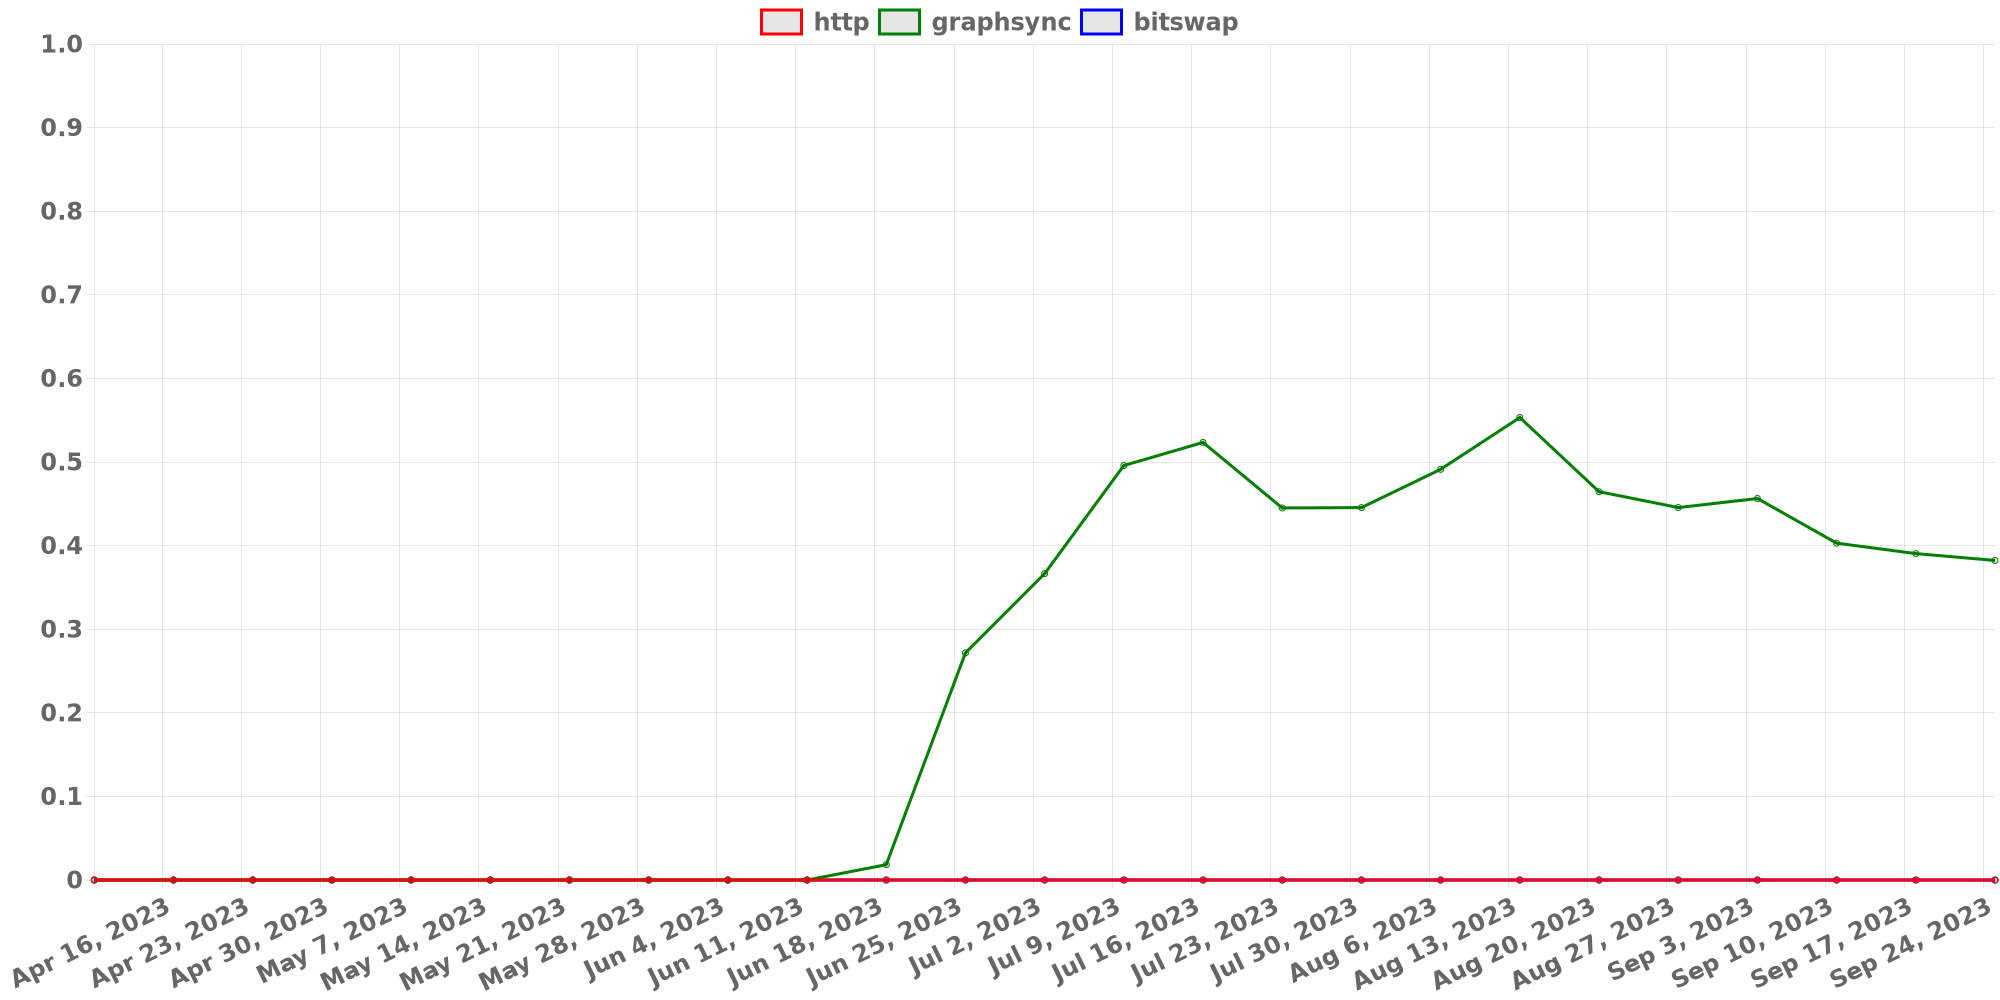 http graphsync bitswap
1.0
0.9
0.8
0.7
0.6
0.5
0.4
0.3
0.2
0.1
0
Apr 16, 2023
Apr 23, 2023
Apr 30, 2023
May 7, 2023
May 14, 2023
May 21, 2023
May 28, 2023
Jun 4, 2023
Jun 11, 2023
Jun 18, 2023
Jun 25, 2023
Jul 2, 2023
Jul 9, 2023
Jul 16, 2023
Jul 23, 2023
Jul 30, 2023
Aug 6, 2023
Aug 13, 2023
Aug 20, 2023
Aug 27, 2023
Sep 3, 2023
Sep 10, 2023
Sep 17, 2023
Sep 24, 2023